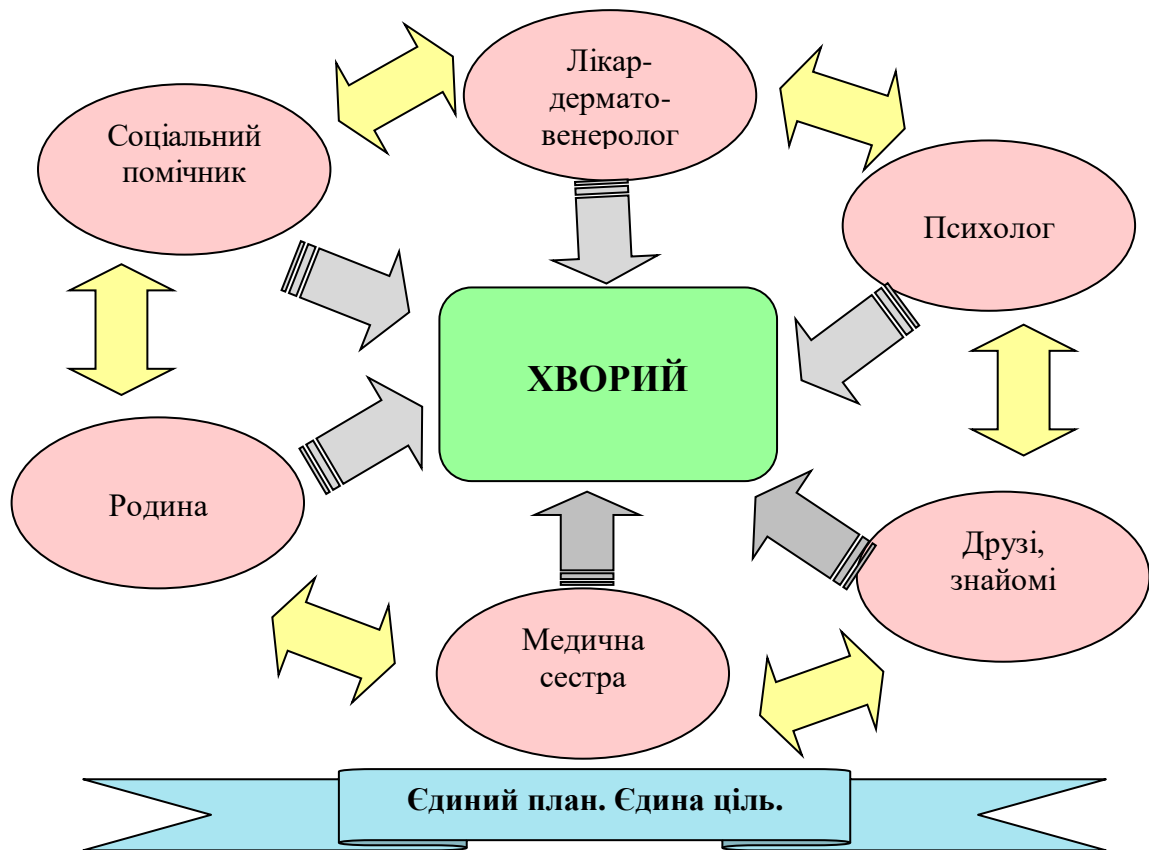 Лікар-
дермато-
венеролог
Соціальний
помічник
Психолог
ХВОРИЙ
Родина
Друзі,
знайомі
Медична
сестра
Єдиний план. Єдина ціль.